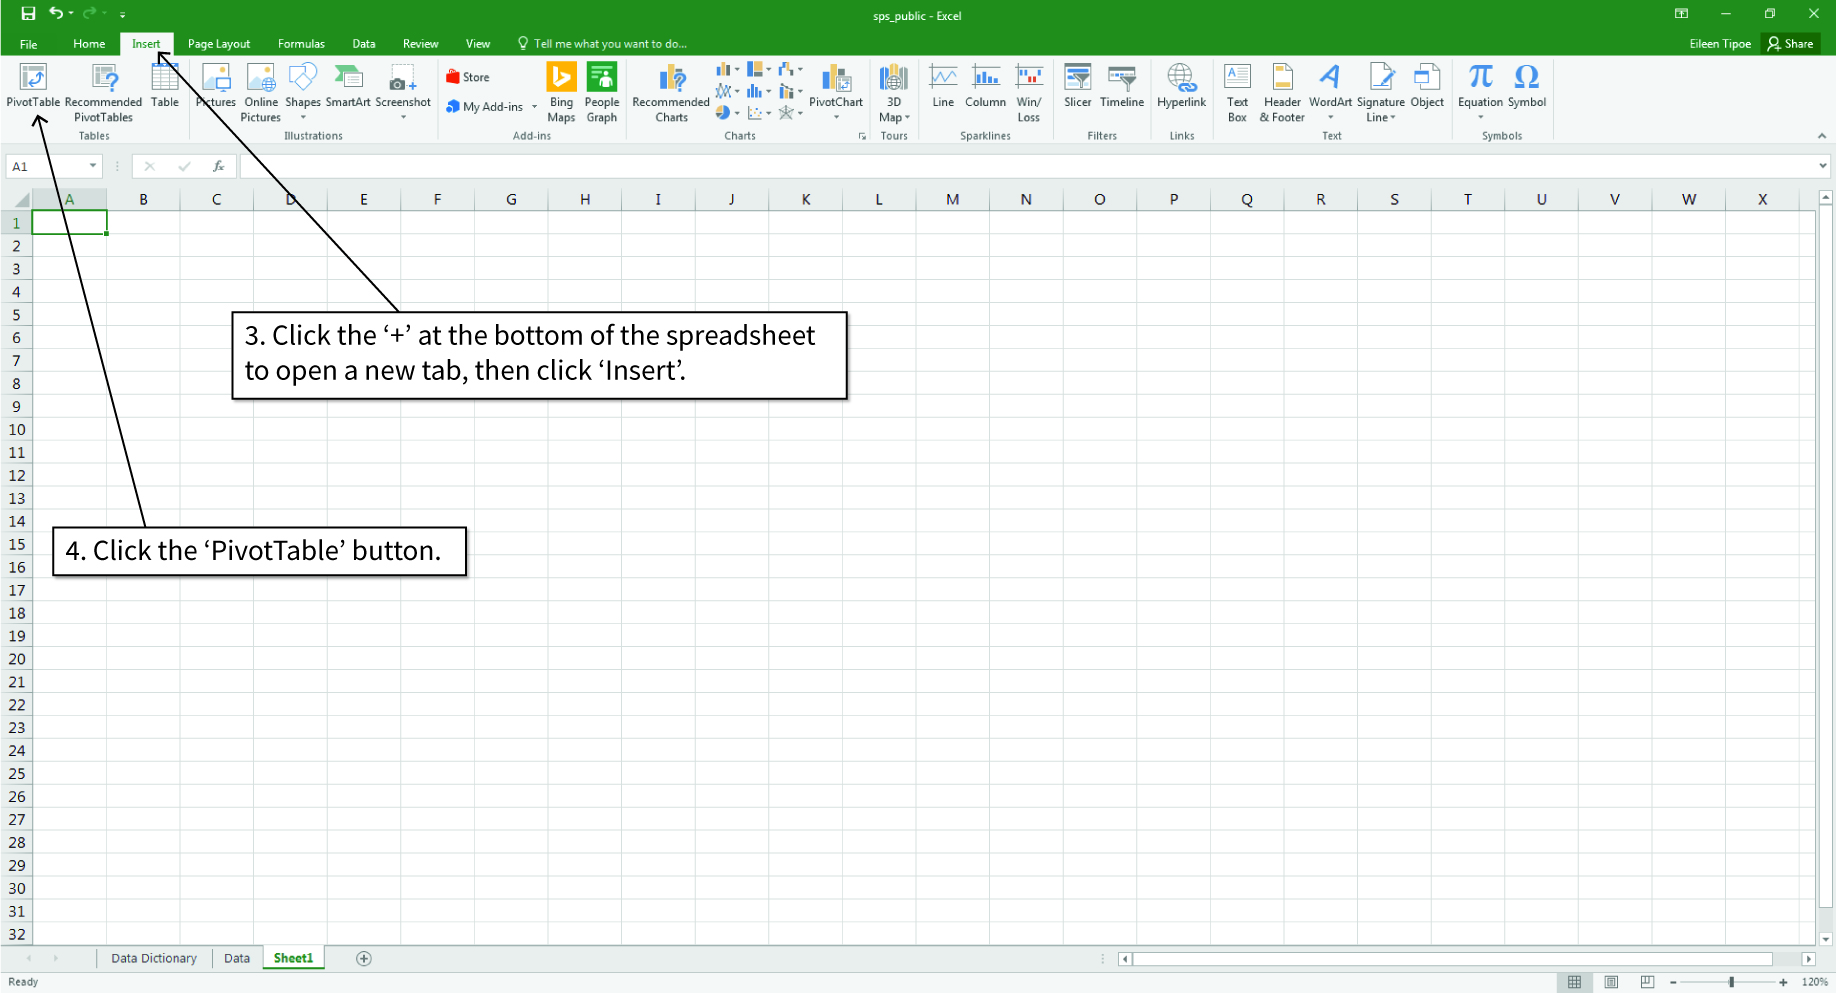 sps_public - Excel
File Home Insert Page Layout Formulas Data Review View Tell me what you want to do... Eileen Tipoe Share
PivotTable Recommended PivotTables Table
Tables
Pictures Online Pictures Shapes SmartArt Screenshot
Illustrations
Store
My Add-ins
Bing Maps People Graph
Add-ins
Recommended Charts PivotChart
Charts
3D Map
Tours
Line Column Win/ Loss
Sparklines
Slicer Timeline
Filters
Hyperlink
Links
Text Box Header & Footer WordArt Signature Line Object
Text
Equation Symbol
Symbols
A1 fx
A B C D E F G H I J K L M N O P Q R S T U V W X
1
2
3
4
5
6
7
8
9
10
11
12
13
14
15
16
17
18
19
20
21
22
23
24
25
26
27
28
29
30
31
32
3. Click the ‘+’ at the bottom of the spreadsheet
to open a new tab, then click ‘Insert’.
4. Click the ‘PivotTable’ button.
Data Dictionary Data Sheet1
Ready 120%